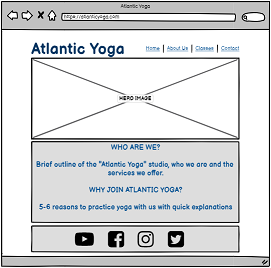 Atlantic Yoga
https://atlanticyoga.com
Atlantic Yoga
Home | About Us | Classes | Contact
HERO IMAGE
WHO ARE WE?
Brief outline of the "Atlantic Yoga" studio, who we are and the
services we offer.
WHY JOIN ATLANTIC YOGA?
5-6 reasons to practice yoga with us with quick explanations